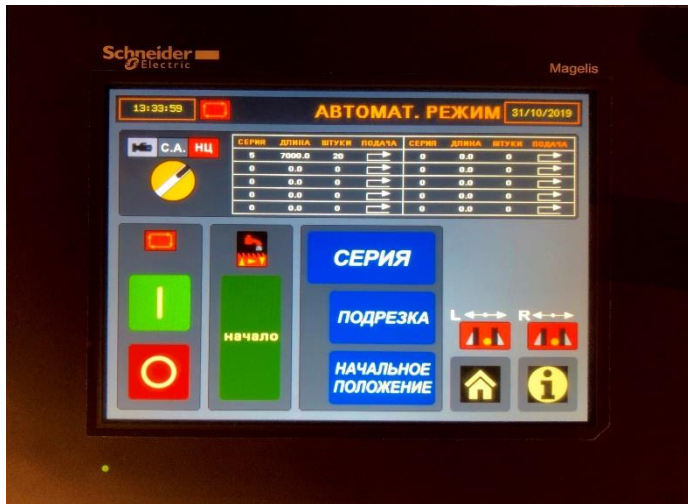 Schneider
Electric
Magelis
13:33:59
АВТОМАТ. РЕЖИМ
31/10/2019
С.А. НЦ
СЕРИЯ ДЛИНА ШТУКИ ПОДАЧА СЕРИЯ ДЛИНА ШТУКИ ПОДАЧА
5 7000.0 20 0 0.0 0
0 0.0 0 0 0.0 0
0 0.0 0 0 0.0 0
0 0.0 0 0 0.0 0
0 0.0 0 0 0.0 0
СЕРИЯ
ПОДРЕЗКА
L R
начало
НАЧАЛЬНОЕ
ПОЛОЖЕНИЕ